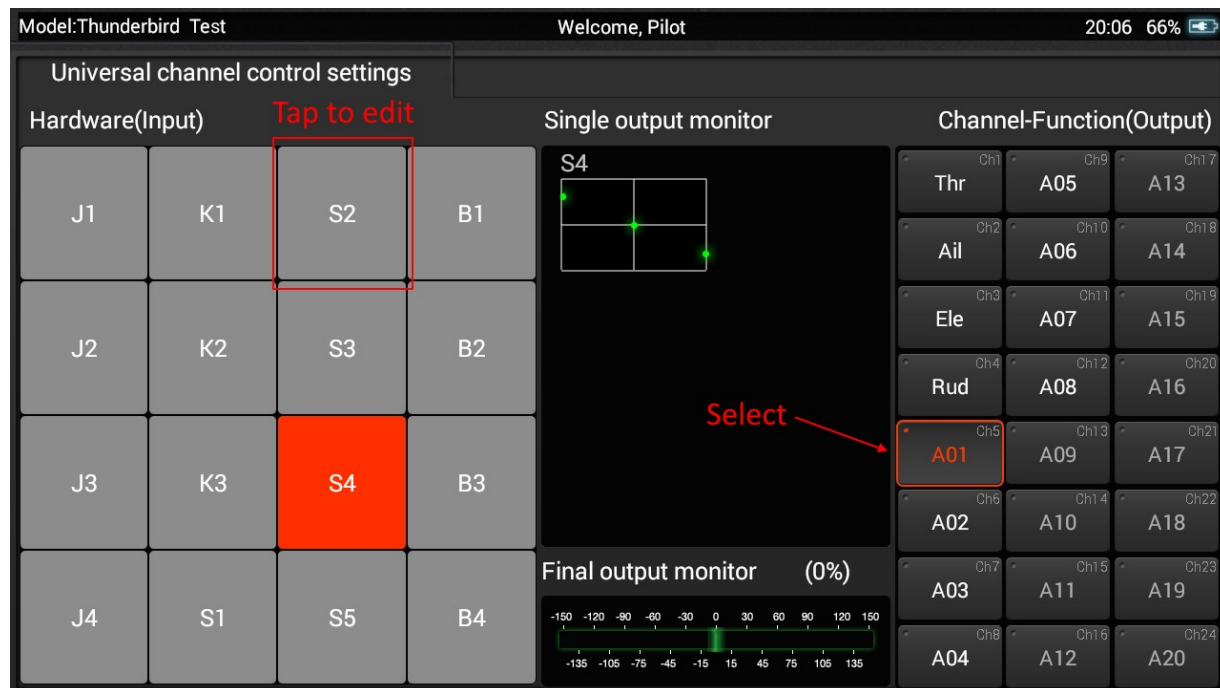 Model:Thunderbird Test
Welcome, Pilot
20:06 66%
Universal channel control settings
Hardware(Input)
Tap to edit
Single output monitor
Channel-Function(Output)
J1 K1 S2 B1
J2 K2 S3 B2
J3 K3 S4 B3
J4 S1 S5 B4
S4
Select
Final output monitor (0%)
-150 -120 -90 -60 -30 0 30 60 90 120 150
-135 -105 -75 -45 -15 15 45 75 105 135
Ch1 Ch9 Ch17
Thr A05 A13
Ch2 Ch10 Ch18
Ail A06 A14
Ch3 Ch11 Ch19
Ele A07 A15
Ch4 Ch12 Ch20
Rud A08 A16
Ch5 Ch13 Ch21
A01 A09 A17
Ch6 Ch14 Ch22
A02 A10 A18
Ch7 Ch15 Ch23
A03 A11 A19
Ch8 Ch16 Ch24
A04 A12 A20